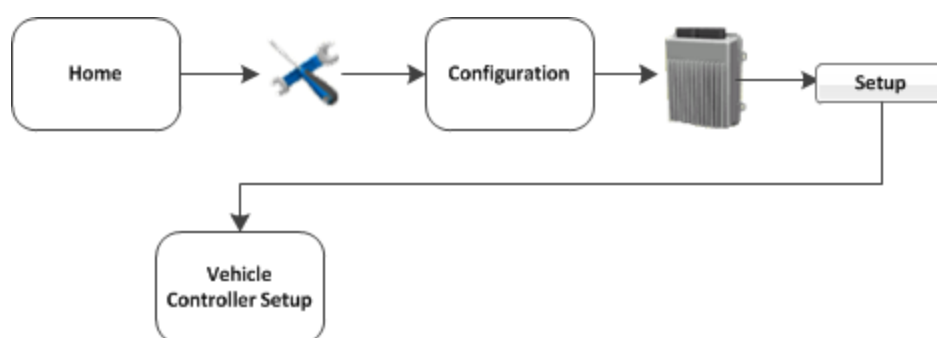 Home
Configuration
Setup
Vehicle
Controller Setup